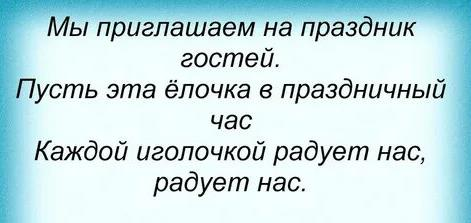 Мы приглашаем на праздник
гостей.
Пусть эта ёлочка в праздничный
час
Каждой иголочкой радует нас,
радует нас.